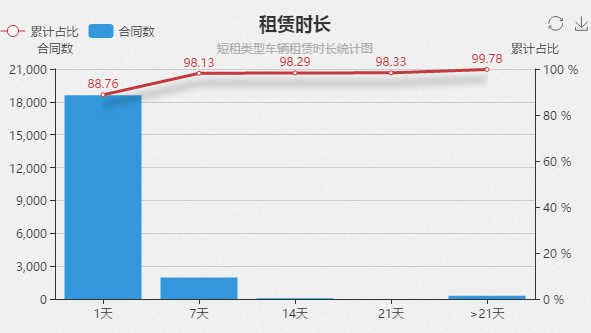 租赁时长
累计占比 合同数
短租类型车辆租赁时长统计图
合同数 累计占比
88.76 98.13 98.29 98.33 99.78
21,000 100 %
18,000
80 %
15,000
12,000
60 %
9,000
40 %
6,000
20 %
3,000
0 0 %
1天 7天 14天 21天 >21天